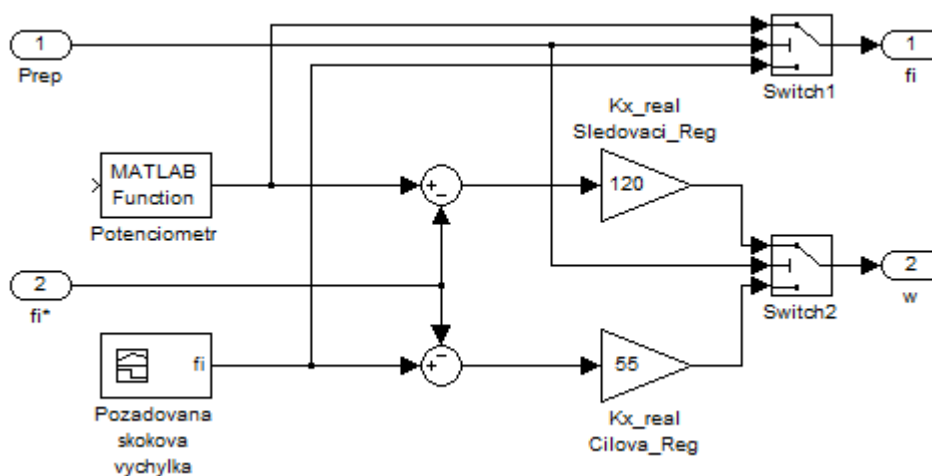 1
Prep
Switch1
1
fi
Kx_real
Sledovaci_Reg
MATLAB
Function
Potenciometr
+
-
120
2
fi*
Switch2
2
w
fi
Pozadovana
skokova
vychylka
-
+
55
Kx_real
Cilova_Reg